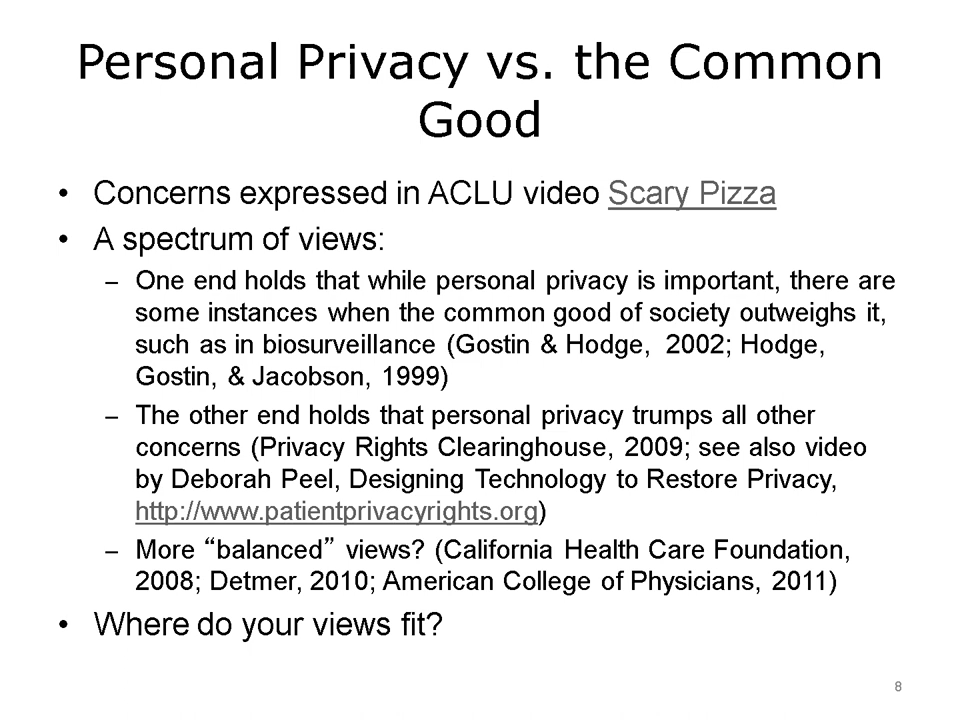 Personal Privacy vs. the Common
Good
• Concerns expressed in ACLU video Scary Pizza
• A spectrum of views:
– One end holds that while personal privacy is important, there are
some instances when the common good of society outweighs it,
such as in biosurveillance (Gostin & Hodge, 2002; Hodge,
Gostin, & Jacobson, 1999)
– The other end holds that personal privacy trumps all other
concerns (Privacy Rights Clearinghouse, 2009; see also video
by Deborah Peel, Designing Technology to Restore Privacy,
http://www.patientprivacyrights.org)
– More “balanced” views? (California Health Care Foundation,
2008; Detmer, 2010; American College of Physicians, 2011)
• Where do your views fit?
8